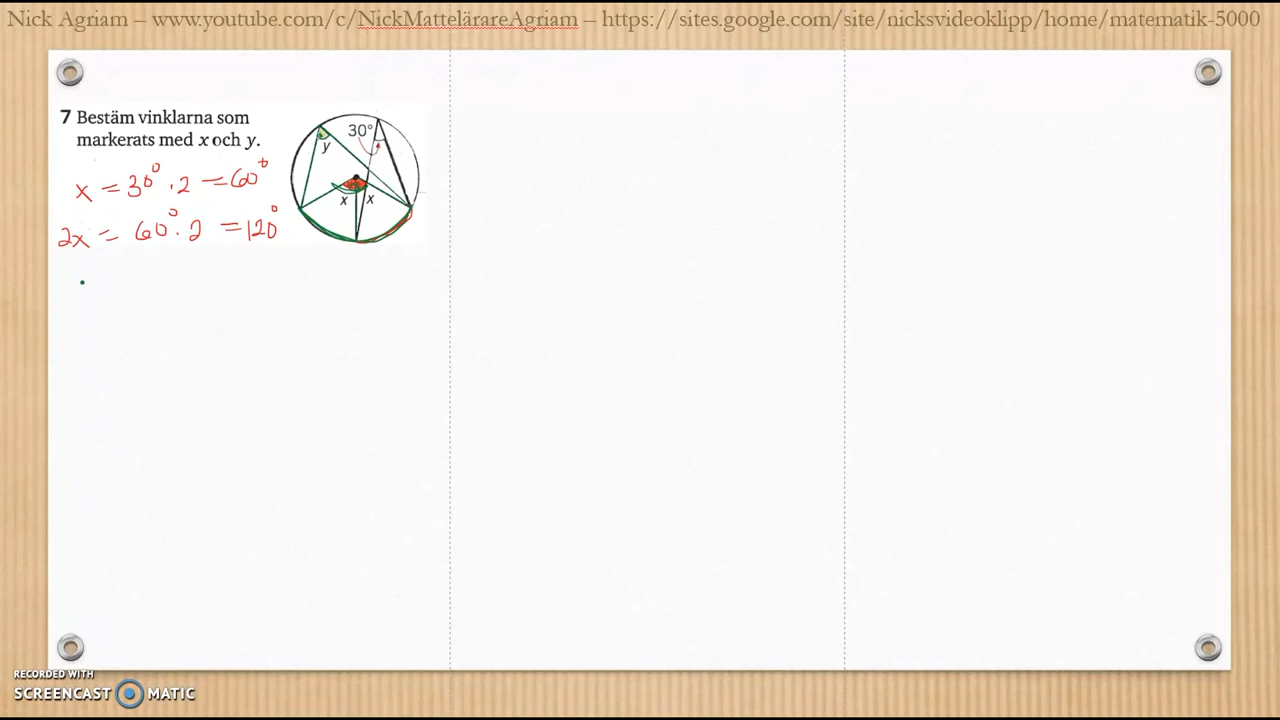 Nick Agriam – www.youtube.com/c/NickMattelärareAgriam – https://sites.google.com/site/nicksvideoklipp/home/matematik-5000
7 Bestäm vinklarna som
markerats med x och y.
30°
y
x = 30° · 2 = 60°
x x
2x = 60° · 2 = 120°
RECORDED WITH
SCREENCAST MATIC